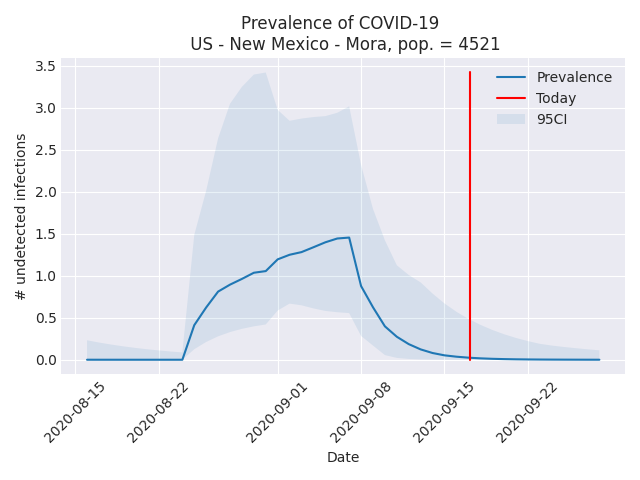 Prevalence of COVID-19
US - New Mexico - Mora, pop. = 4521
# undetected infections
3.5
3.0
2.5
2.0
1.5
1.0
0.5
0.0
Prevalence
Today
95CI
2020-08-15
2020-08-22
2020-09-01
2020-09-08
2020-09-15
2020-09-22
Date